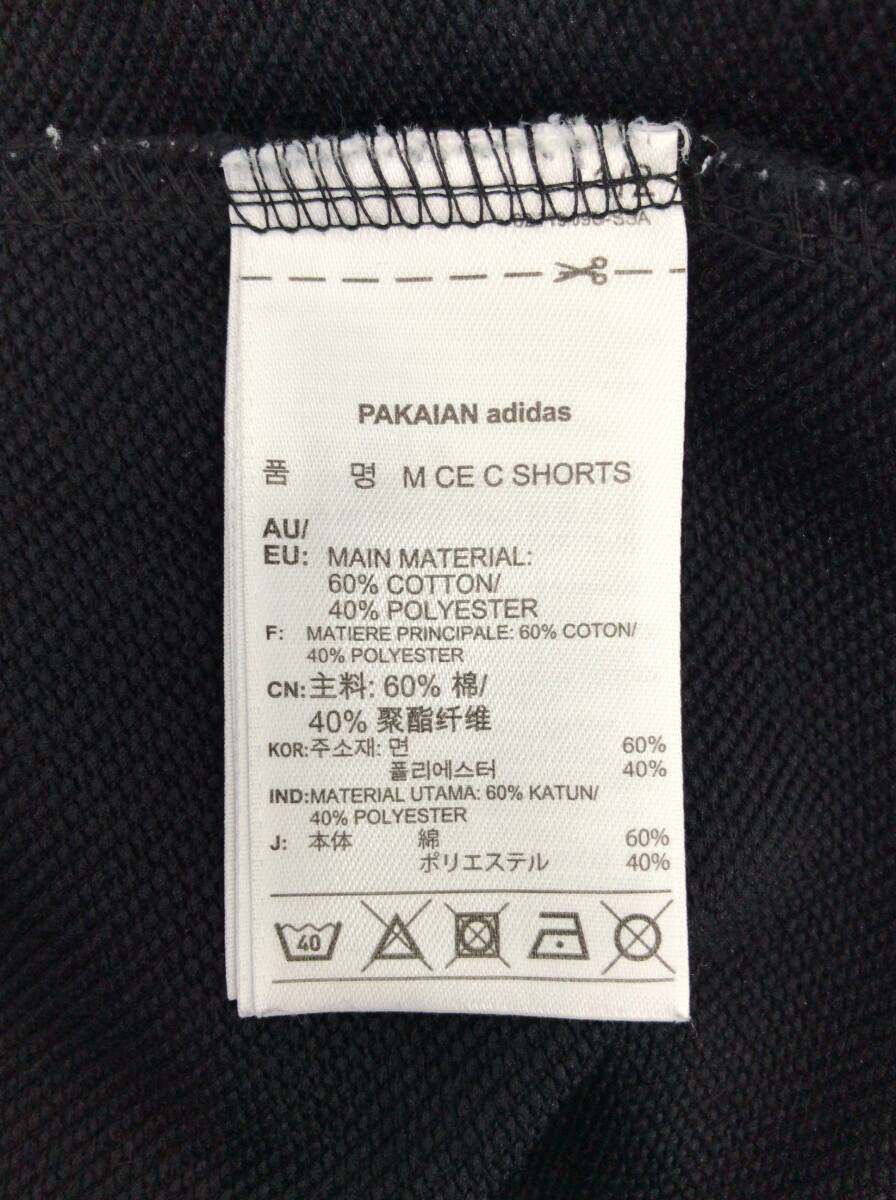 PAKAIAN adidas
품 명 M CE C SHORTS
AU/
EU: MAIN MATERIAL:
60% COTTON/
40% POLYESTER
F: MATIERE PRINCIPALE: 60% COTON/
40% POLYESTER
CN: 主料: 60% 棉/
40% 聚酯纤维
KOR: 주소재: 면 60%
폴리에스터 40%
IND: MATERIAL UTAMA: 60% KATUN/
40% POLYESTER
J: 本体 綿 60%
ポリエステル 40%
40